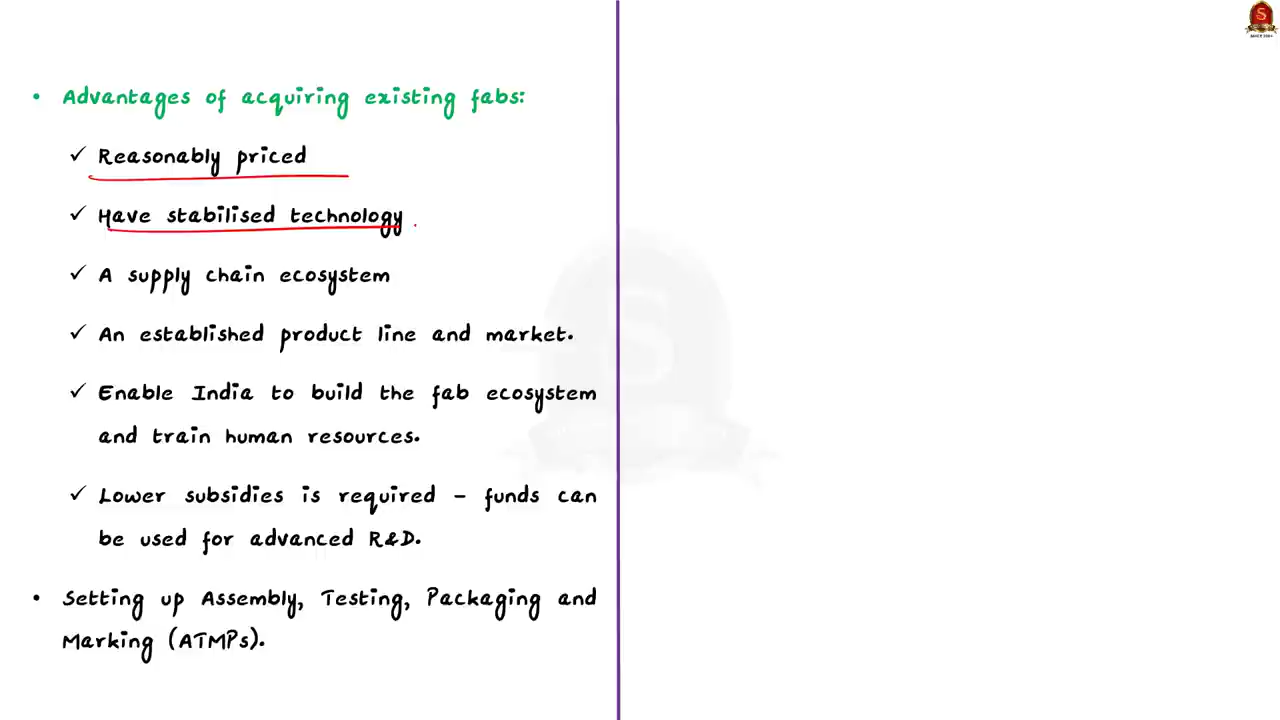 • Advantages of acquiring existing fabs:
✓ Reasonably priced
✓ Have stabilised technology
✓ A supply chain ecosystem
✓ An established product line and market.
✓ Enable India to build the fab ecosystem
and train human resources.
✓ Lower subsidies is required – funds can
be used for advanced R&D.
• Setting up Assembly, Testing, Packaging and
Marking (ATMPs).
S